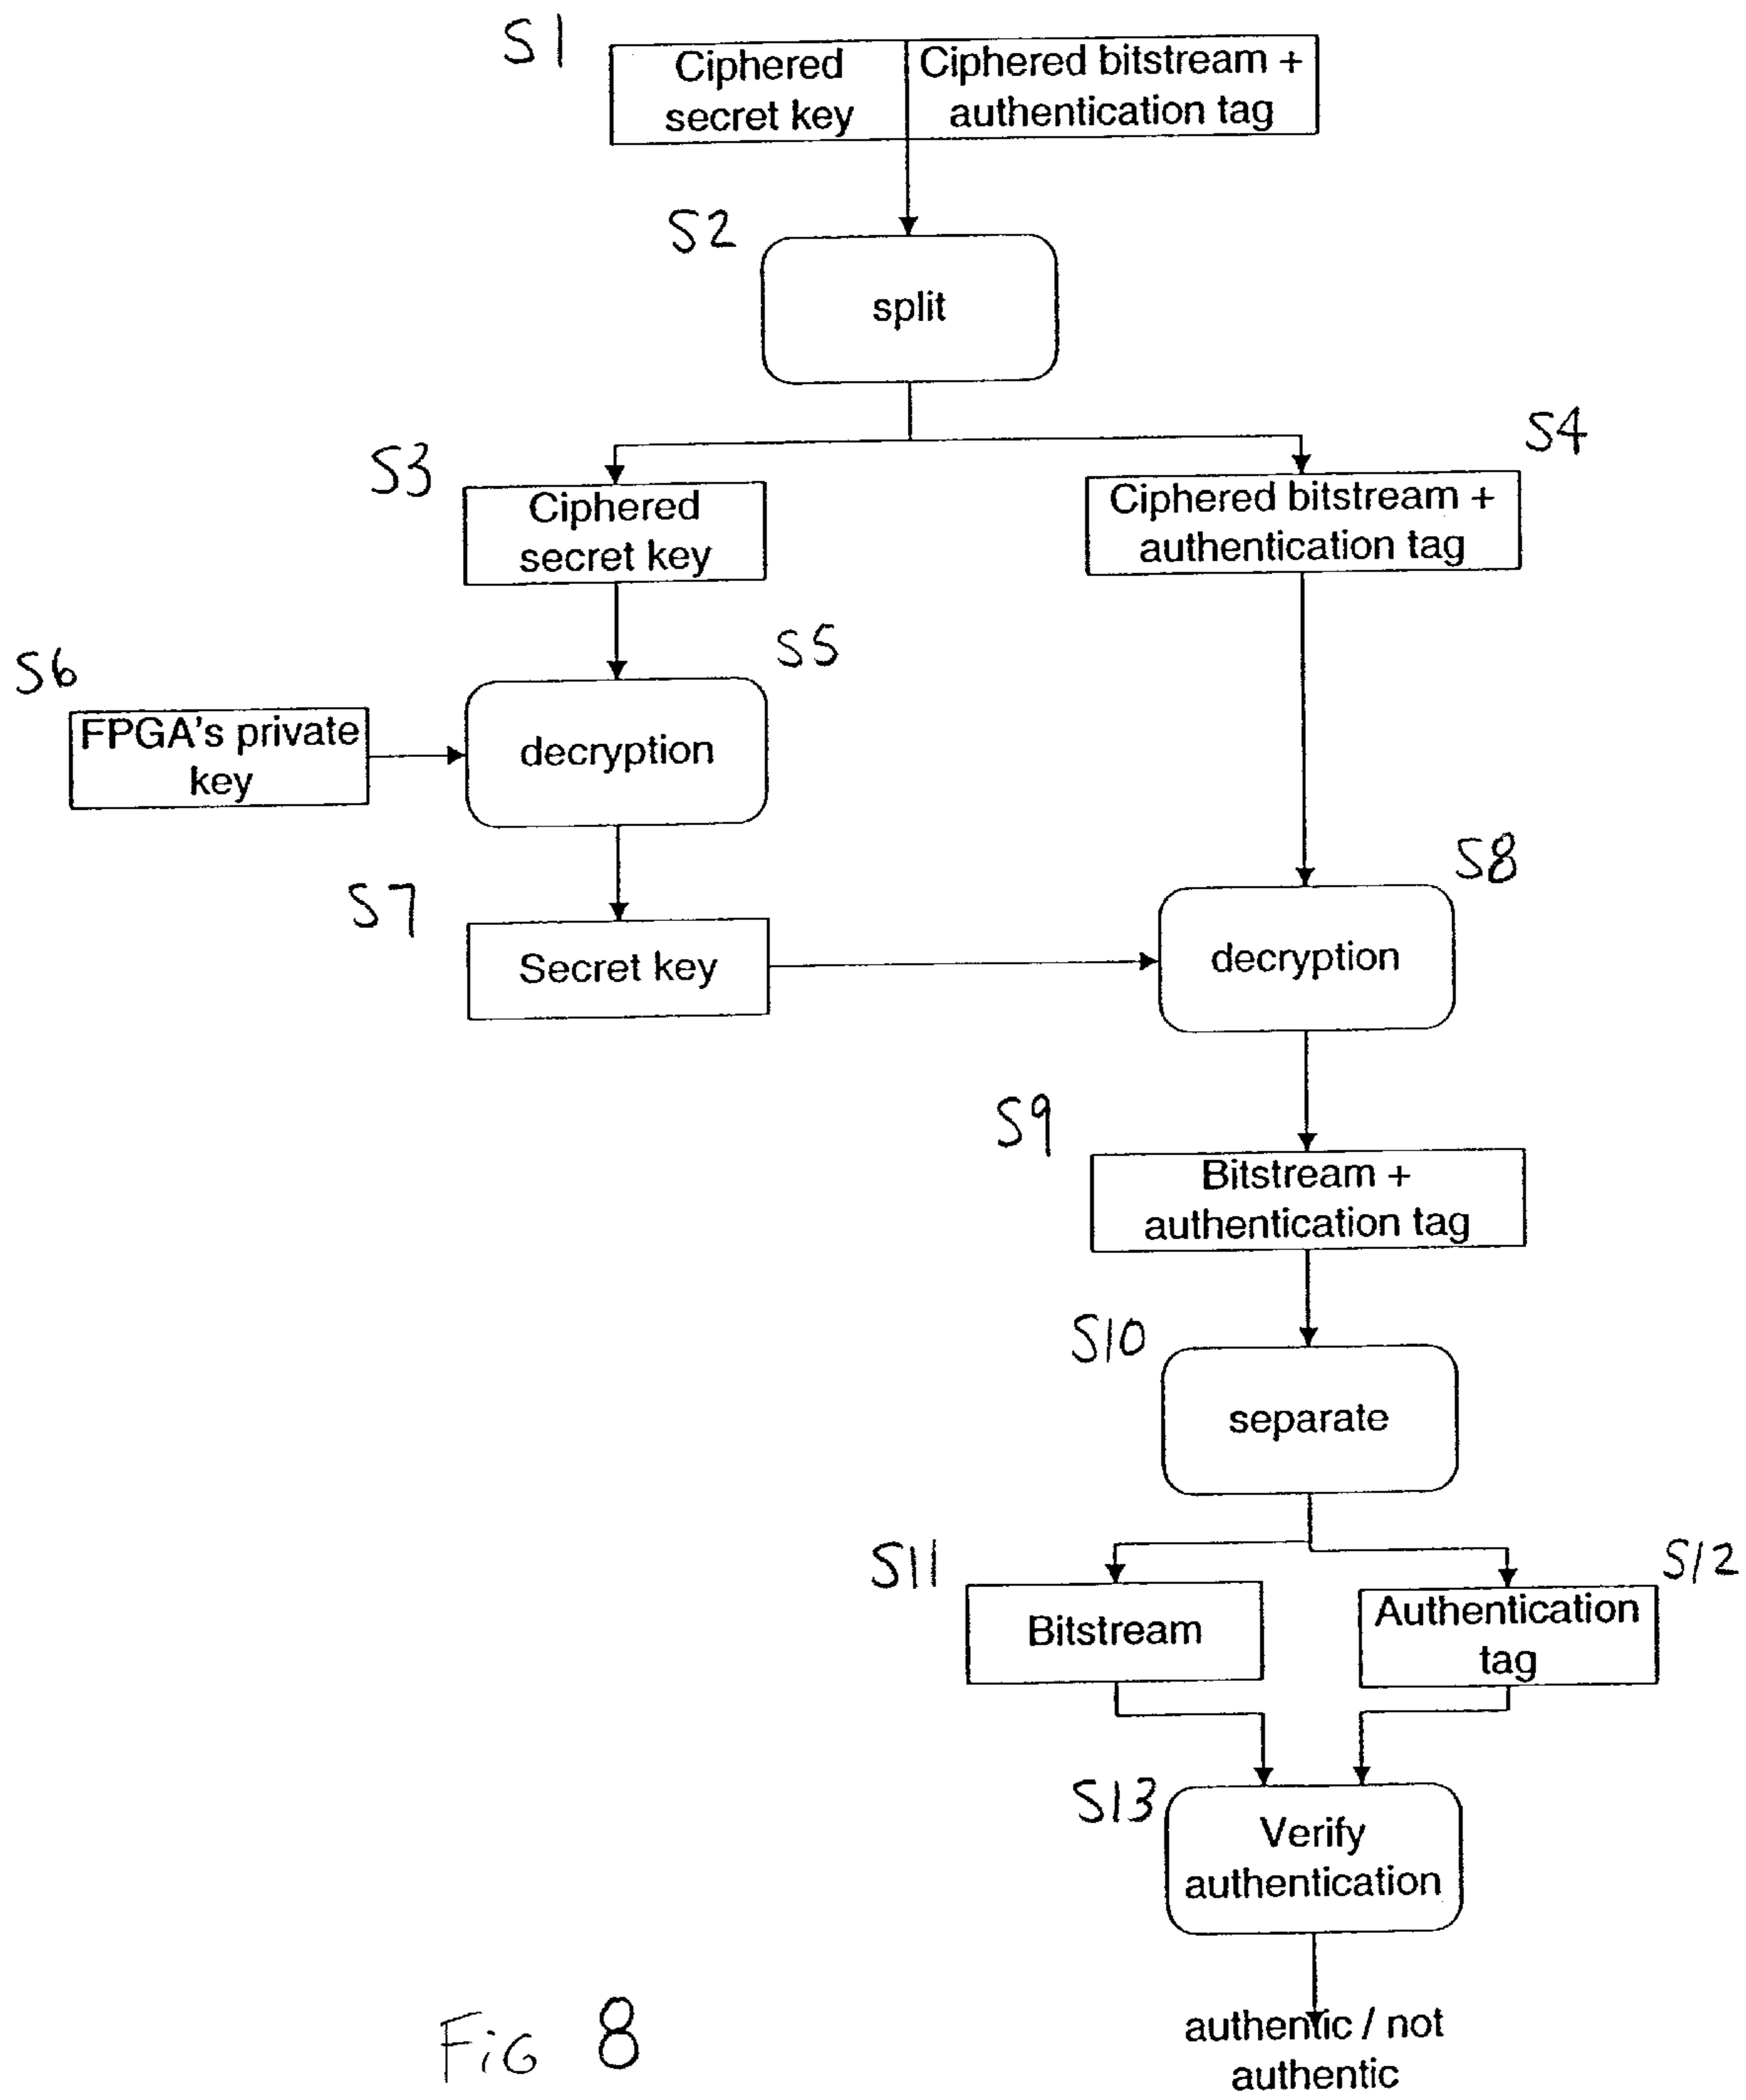 S1
Ciphered
secret key
Ciphered bitstream +
authentication tag
S2
split
S3
Ciphered
secret key
S4
Ciphered bitstream +
authentication tag
S6
FPGA's private
key
S5
decryption
S7
Secret key
S8
decryption
S9
Bitstream +
authentication tag
S10
separate
S11
Bitstream
S12
Authentication
tag
S13
Verify
authentication
authentic / not
authentic
Fig 8